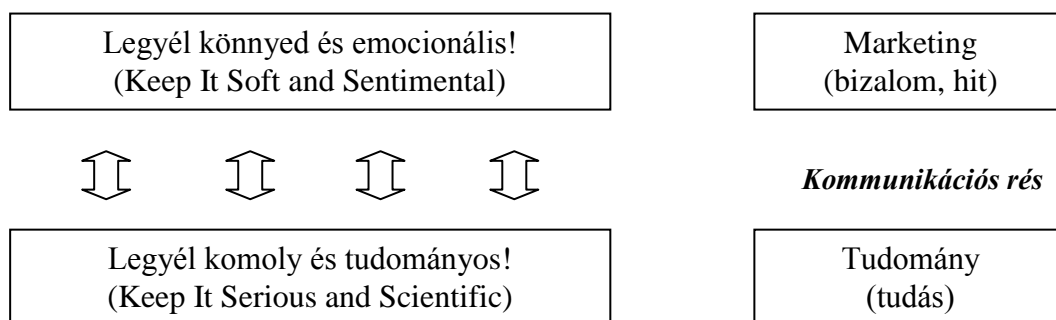 Legyél könnyed és emocionális!
(Keep It Soft and Sentimental)
Marketing
(bizalom, hit)
Kommunikációs rés
Legyél komoly és tudományos!
(Keep It Serious and Scientific)
Tudomány
(tudás)